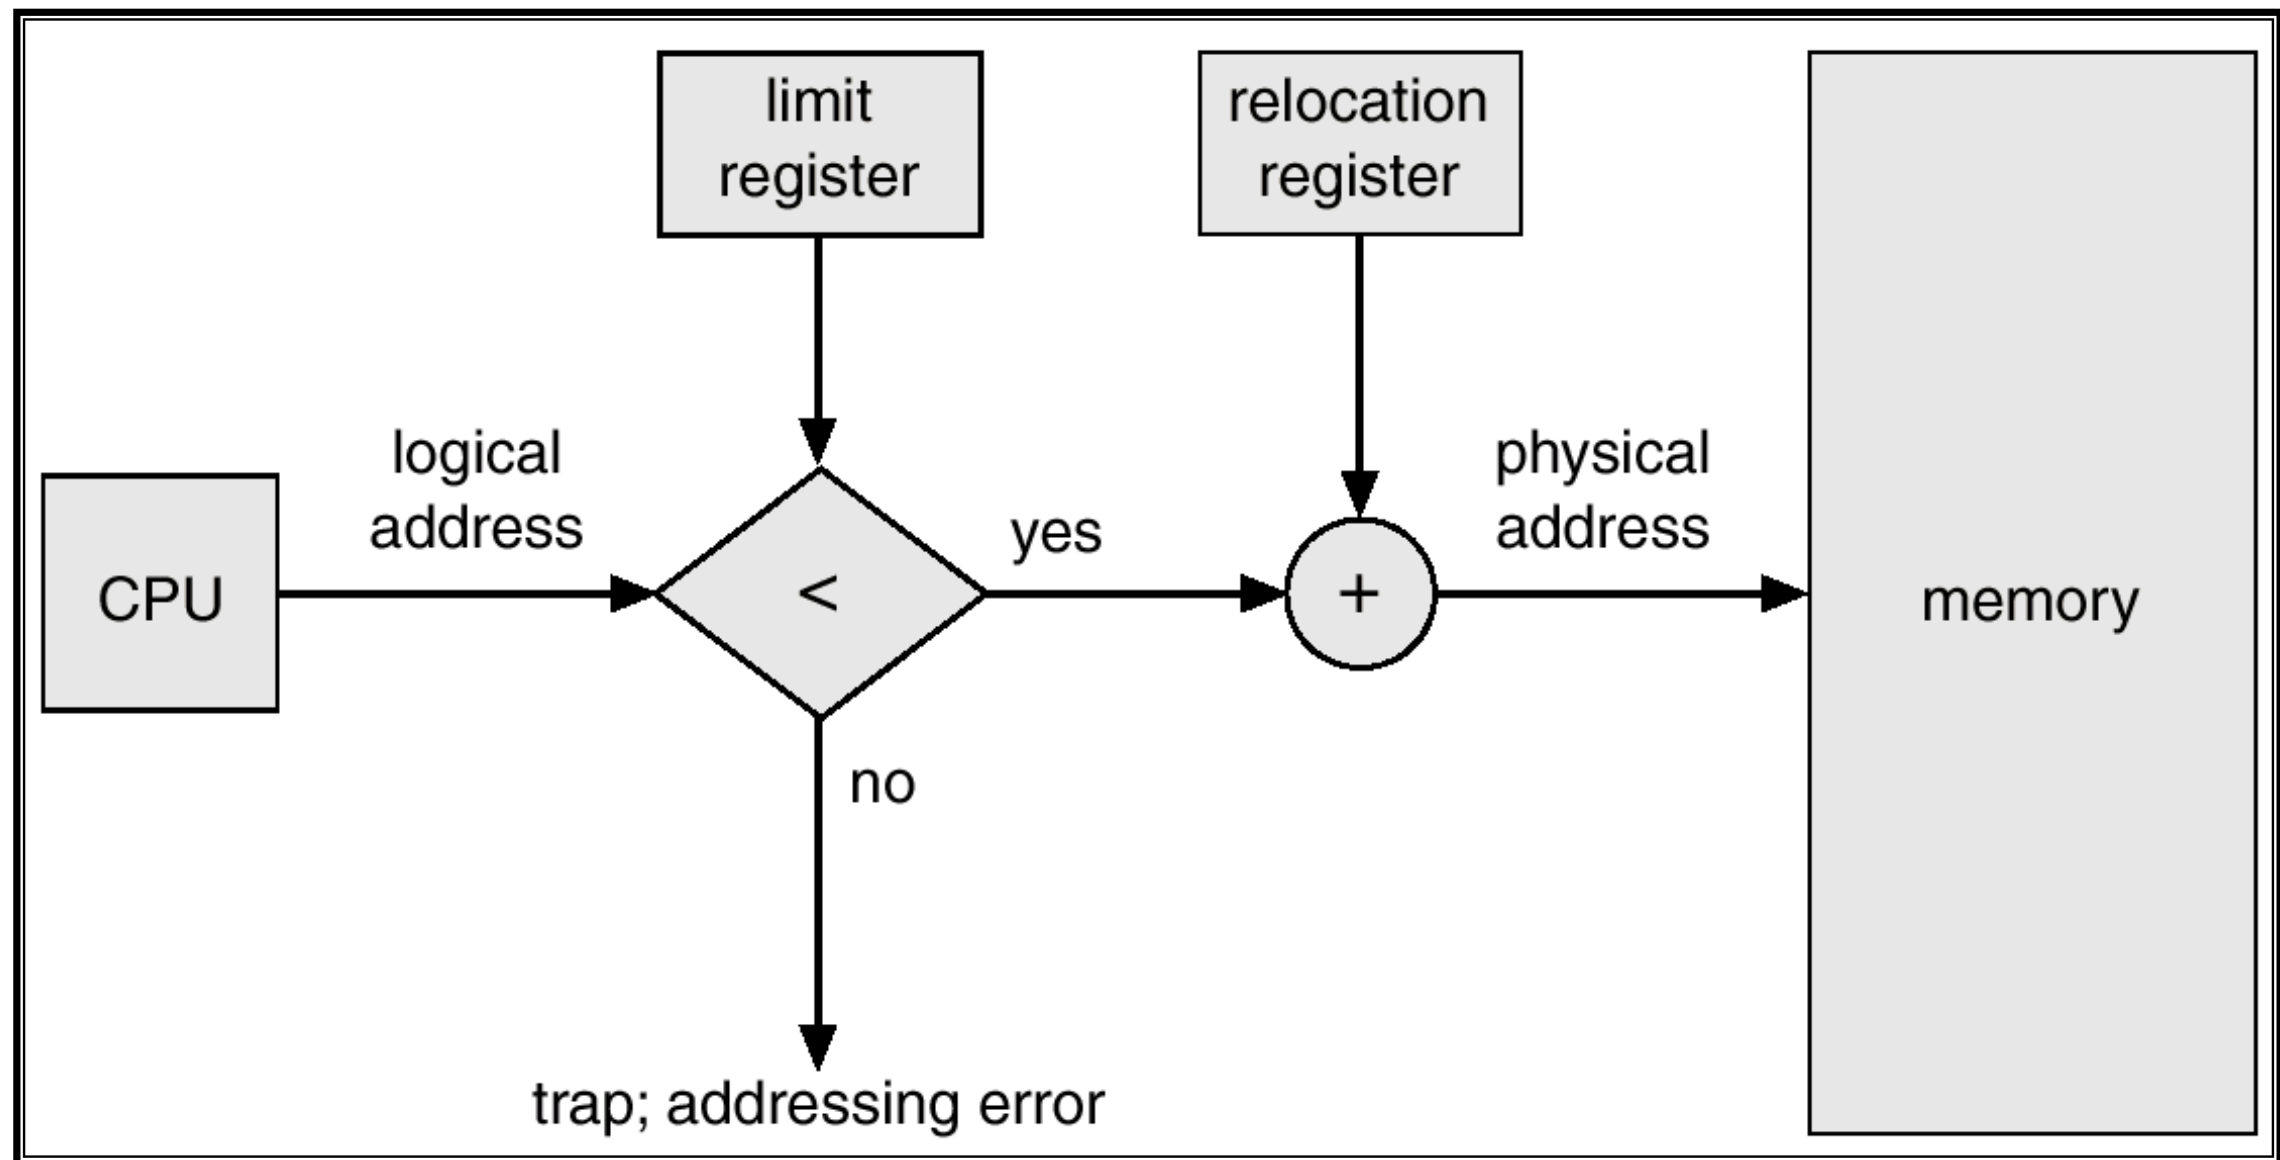 limit
register
relocation
register
logical
address
physical
address
CPU
<
yes
+
memory
no
trap; addressing error